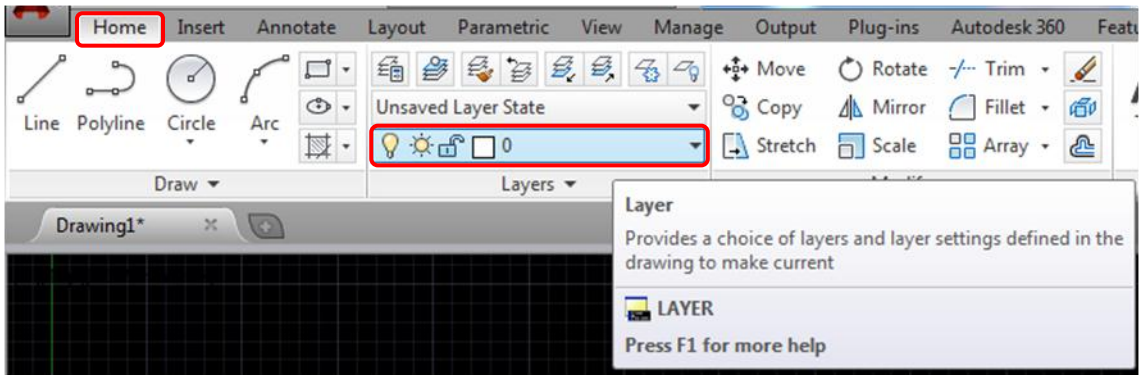 Home Insert Annotate Layout Parametric View Manage Output Plug-ins Autodesk 360
Line Polyline Circle Arc
Unsaved Layer State
0
Move Rotate Trim
Copy Mirror Fillet
Stretch Scale Array
Draw Layers
Drawing1*
Layer
Provides a choice of layers and layer settings defined in the
drawing to make current
LAYER
Press F1 for more help